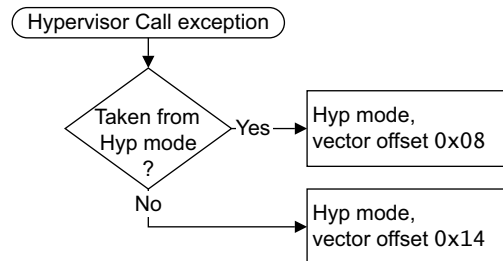 Hypervisor Call exception
Taken from
Hyp mode
?
Yes
Hyp mode,
vector offset 0x08
No
Hyp mode,
vector offset 0x14